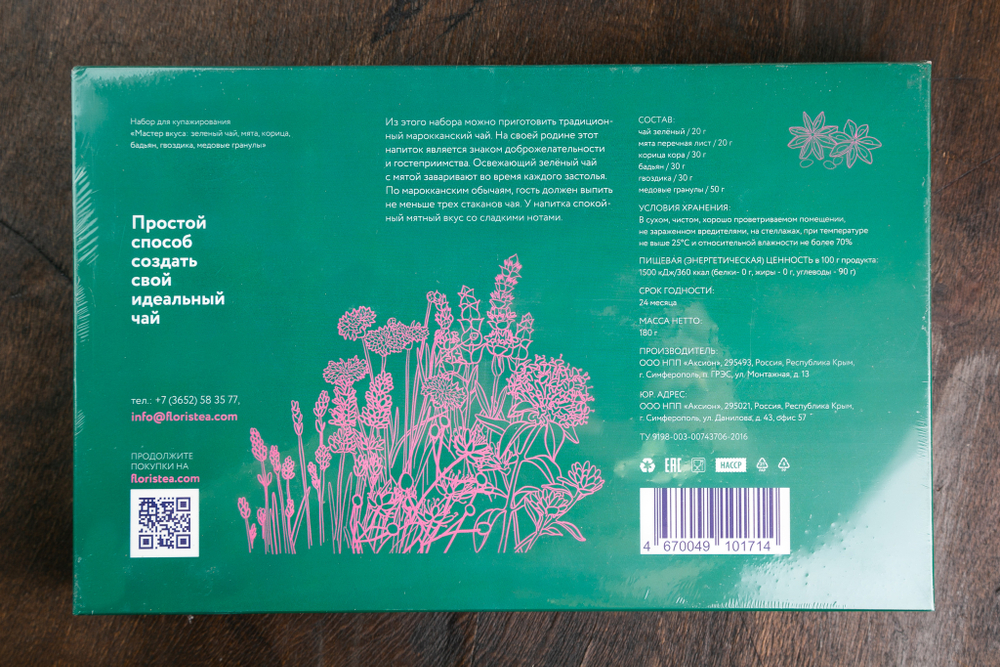 Набор для купажирования
«Мастер вкуса: зеленый чай, мята, корица,
бадьян, гвоздика, медовые гранулы»
Простой
способ
создать
свой
идеальный
чай
тел.: +7 (3652) 58 35 77,
info@floristea.com
ПРОДОЛЖИТЕ
ПОКУПКИ НА
floristea.com
Из этого набора можно приготовить традицион-
ный марокканский чай. На своей родине этот
напиток является знаком доброжелательности
и гостеприимства. Освежающий зелёный чай
с мятой заваривают во время каждого застолья.
По марокканским обычаям, гость должен выпить
не меньше трех стаканов чая. У напитка спокой-
ный мятный вкус со сладкими нотами.
СОСТАВ:
чай зелёный / 20 г
мята перечная лист / 20 г
корица кора / 30 г
бадьян / 30 г
гвоздика / 30 г
медовые гранулы / 50 г
УСЛОВИЯ ХРАНЕНИЯ:
В сухом, чистом, хорошо проветриваемом помещении,
не зараженном вредителями, на стеллажах, при температуре
не выше 25°С и относительной влажности не более 70%
ПИЩЕВАЯ (ЭНЕРГЕТИЧЕСКАЯ) ЦЕННОСТЬ в 100 г продукта:
1500 кДж/360 ккал (белки- 0 г, жиры - 0 г, углеводы - 90 г)
СРОК ГОДНОСТИ:
24 месяца
МАССА НЕТТО:
180 г
ПРОИЗВОДИТЕЛЬ:
ООО НПП «Аксион», 295493, Россия, Республика Крым,
г. Симферополь, п. ГРЭС, ул. Монтажная, д. 13
ЮР. АДРЕС:
ООО НПП «Аксион», 295021, Россия, Республика Крым,
г. Симферополь, ул. Данилова, д. 43, офис 57
ТУ 9198-003-00743706-2016
EAC HACCP
4 670049 101714